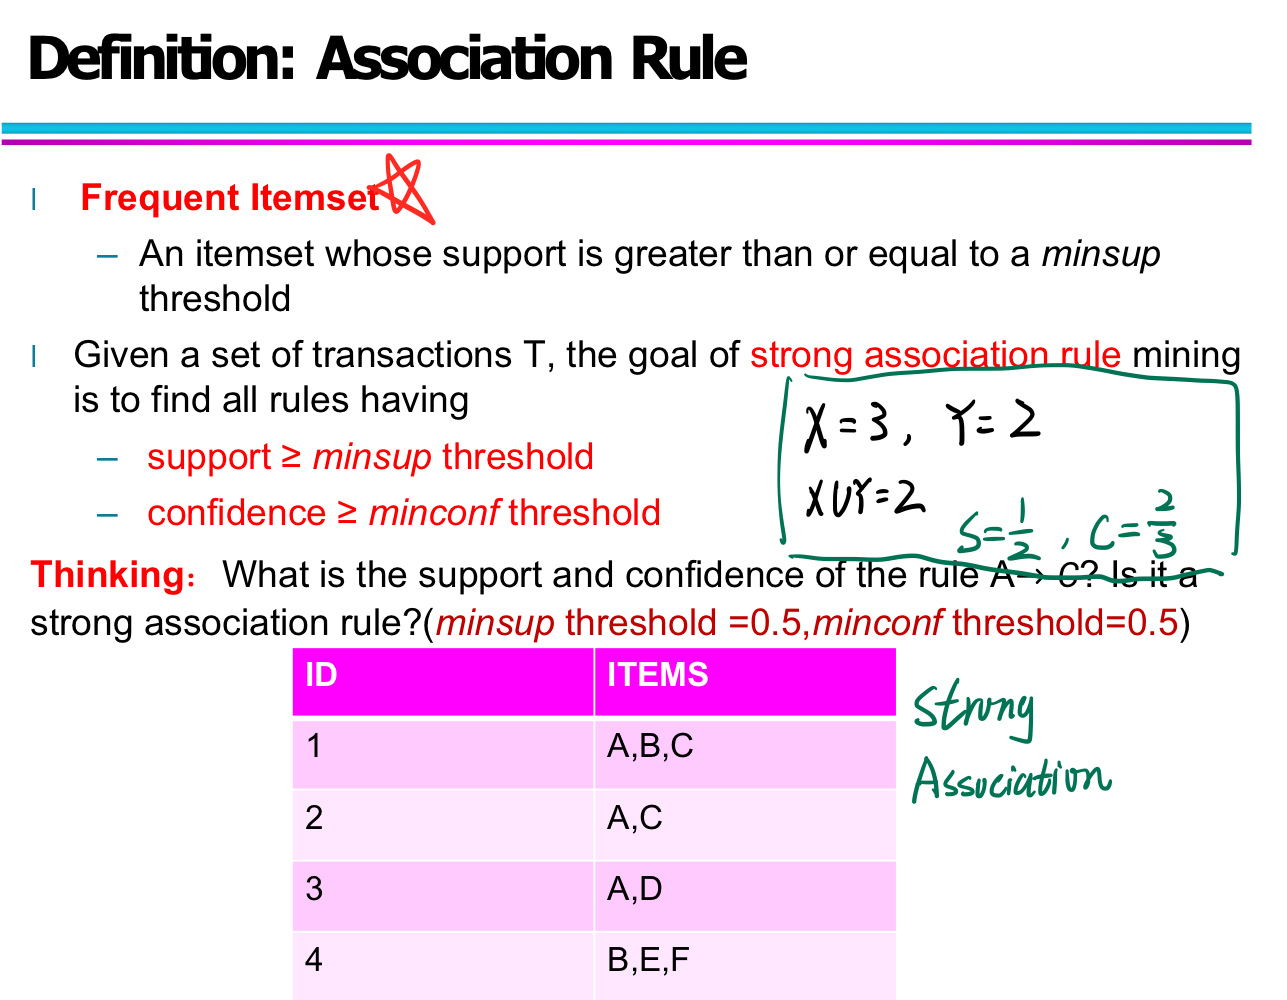 Definition: Association Rule
l Frequent Itemset
– An itemset whose support is greater than or equal to a minsup
threshold
l Given a set of transactions T, the goal of strong association rule mining
is to find all rules having
X=3, Y=2
– support ≥ minsup threshold
X∪Y=2
– confidence ≥ minconf threshold
S=1/2, C=2/3
Thinking: What is the support and confidence of the rule A→ C? Is it a
strong association rule?(minsup threshold =0.5,minconf threshold=0.5)
ID ITEMS
Strong
1 A,B,C
Association
2 A,C
3 A,D
4 B,E,F